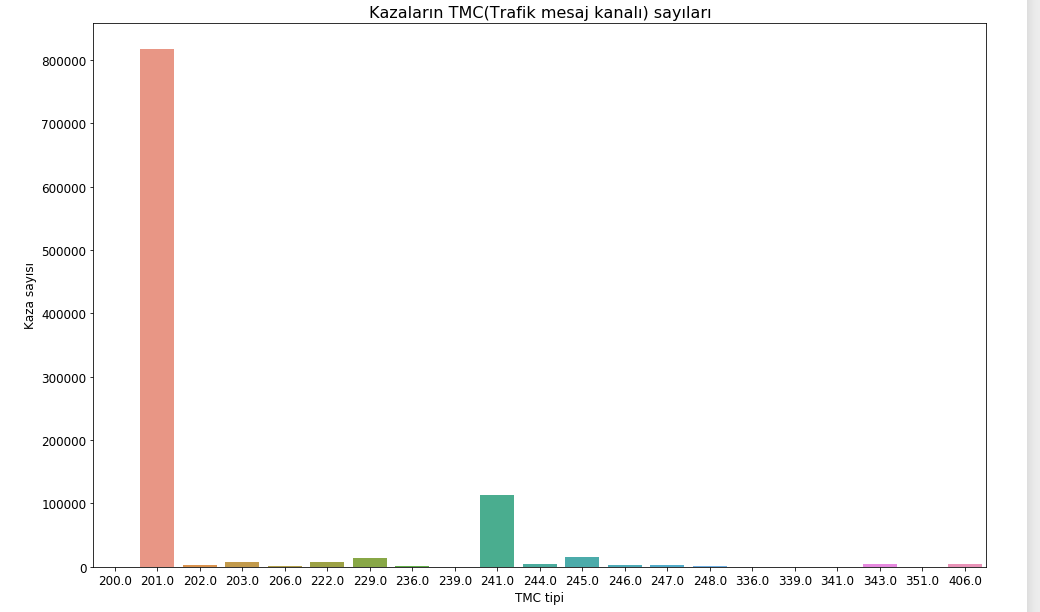 Kazaların TMC(Trafik mesaj kanalı) sayıları
800000
700000
600000
500000
400000
300000
200000
100000
0
Kaza sayısı
200.0 201.0 202.0 203.0 206.0 222.0 229.0 236.0 239.0 241.0 244.0 245.0 246.0 247.0 248.0 336.0 339.0 341.0 343.0 351.0 406.0
TMC tipi